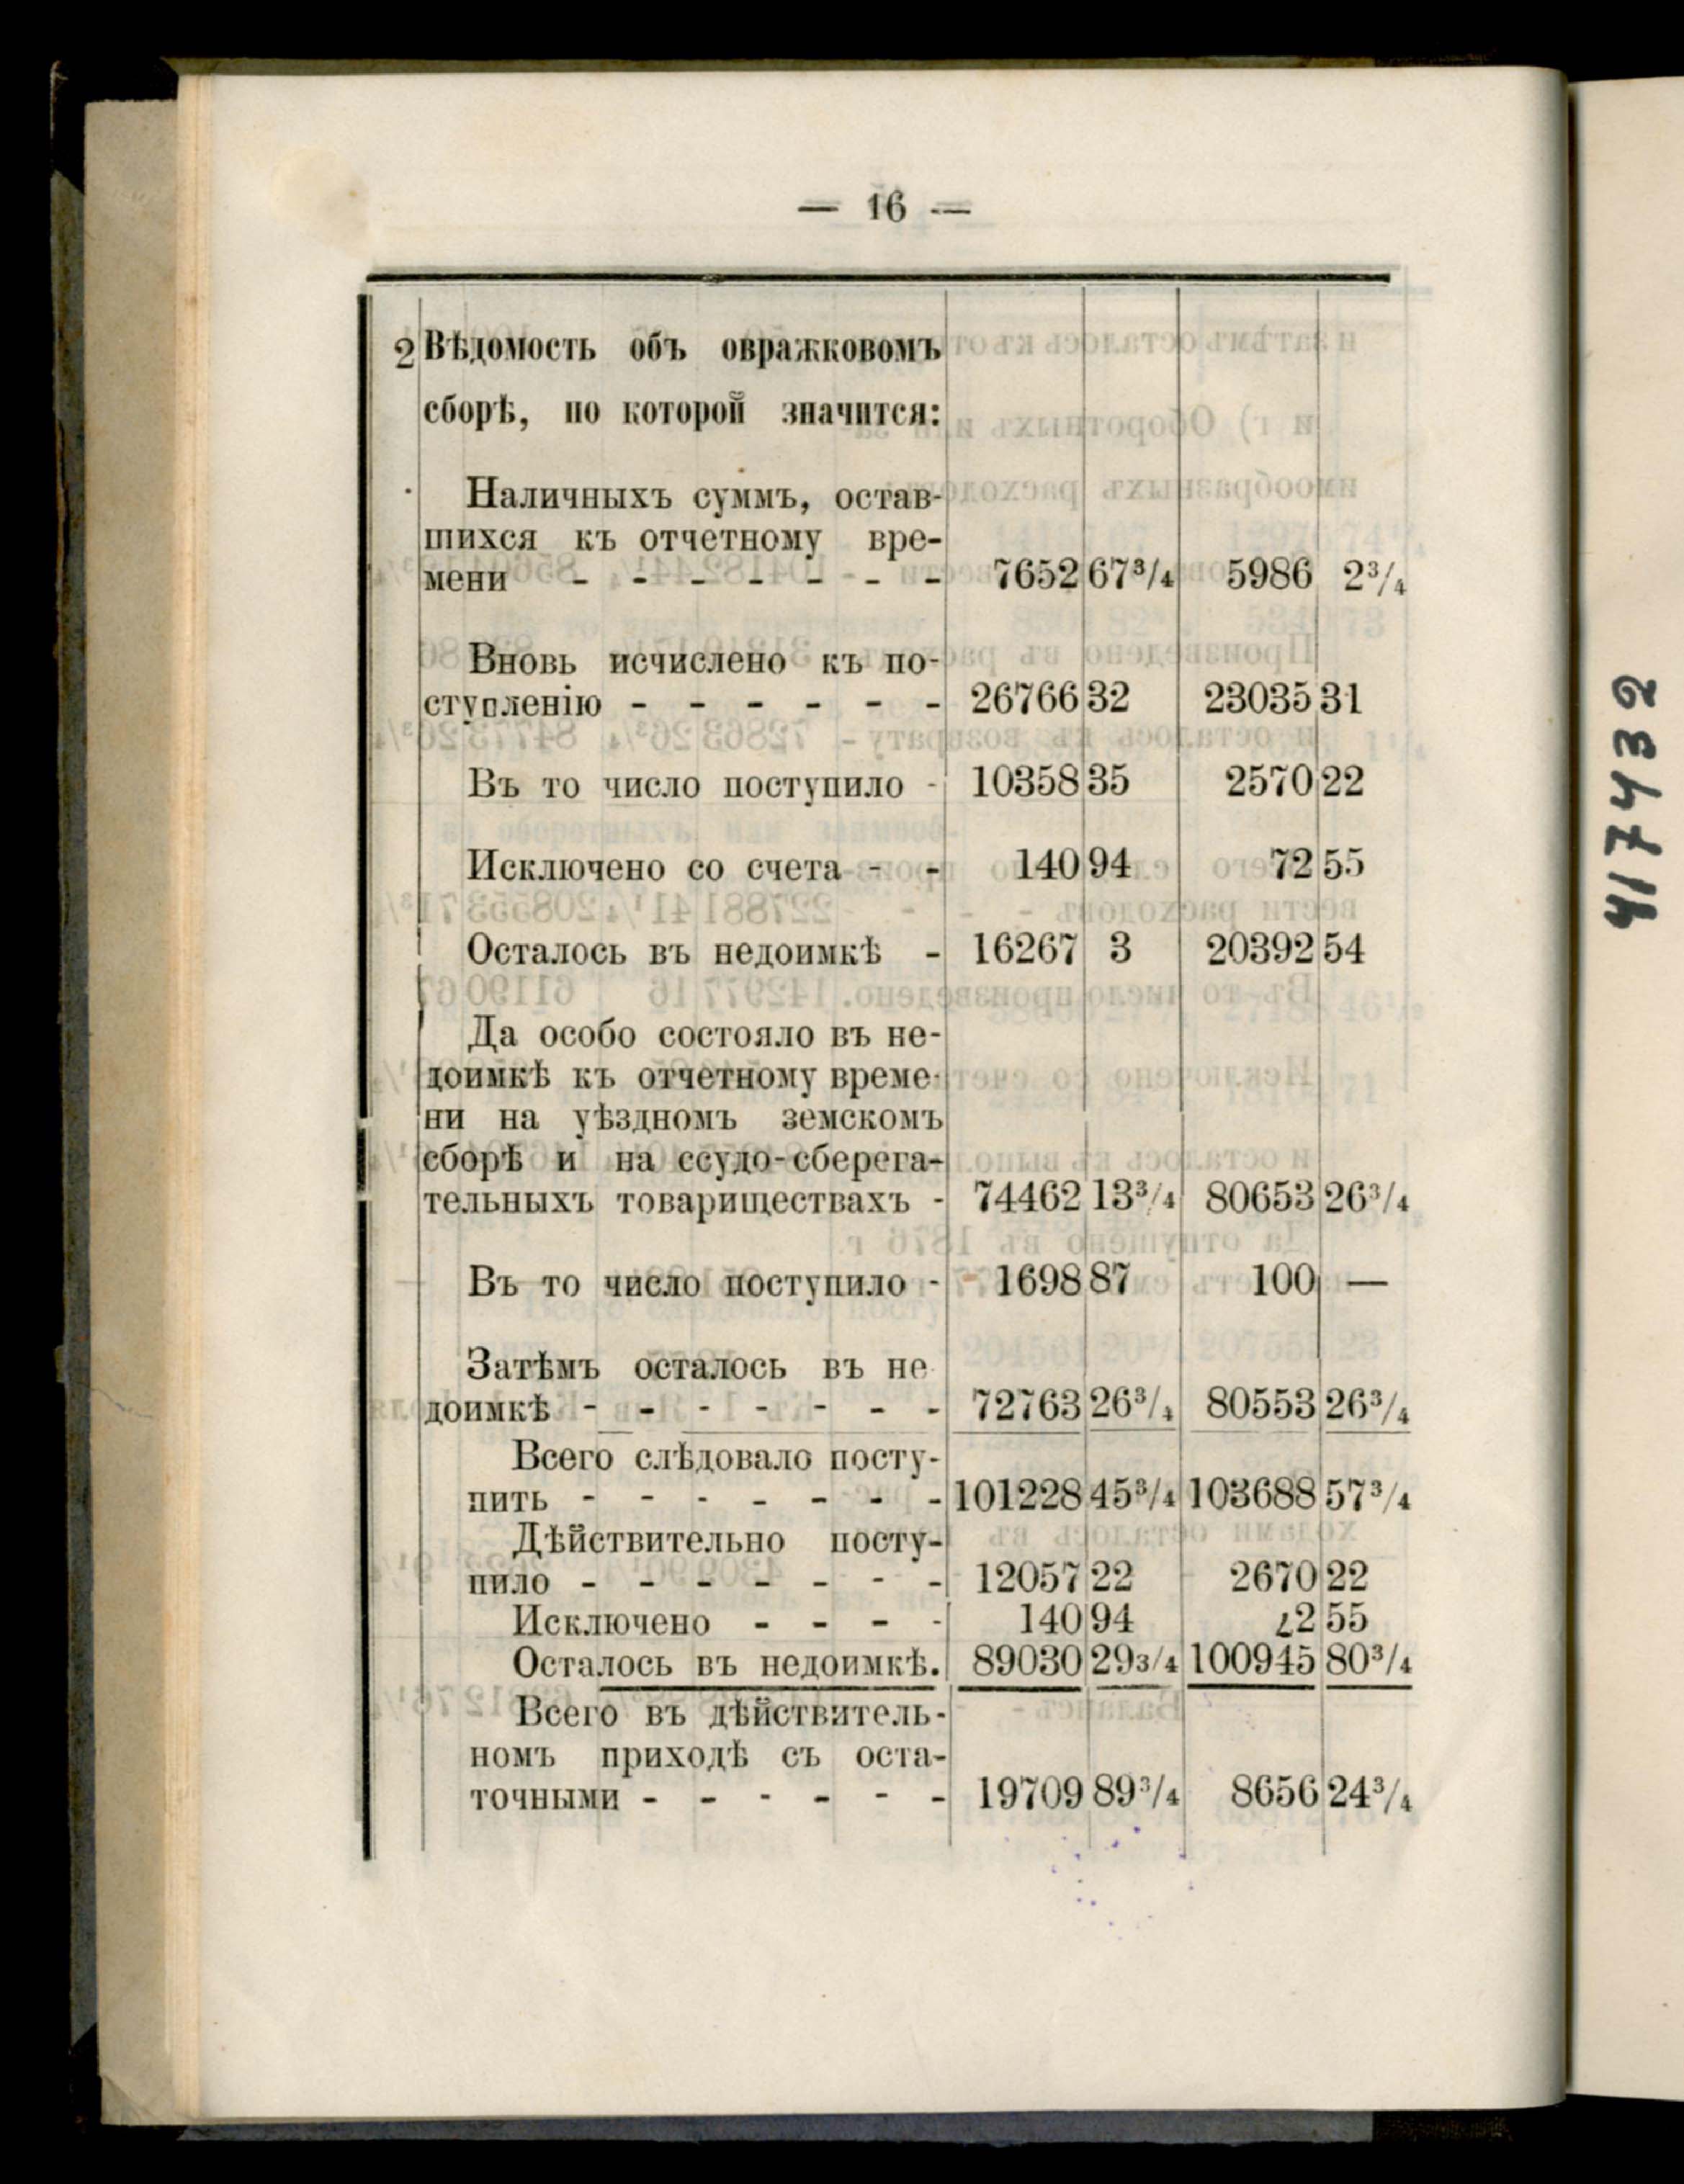 — 16 —
2 Вѣдомость объ овражковомъ
сборѣ, по которой значится:
Наличныхъ суммъ, остав-
шихся къ отчетному вре-
мени - - - - - - - 7652 67³/₄ 5986 2³/₄
Вновь исчислено къ по-
ступленію - - - - - - 26766 32 23035 31
Въ то число поступило - 10358 35 2570 22
Исключено со счета - - 140 94 72 55
Осталось въ недоимкѣ - 16267 3 20392 54
Да особо состояло въ не-
доимкѣ къ отчетному време-
ни на уѣздномъ земскомъ
сборѣ и на ссудо-сберега-
тельныхъ товариществахъ - 74462 13³/₄ 80653 26³/₄
Въ то число поступило - 1698 87 100 —
Затѣмъ осталось въ не
доимкѣ - - - - - - - 72763 26³/₄ 80553 26³/₄
Всего слѣдовало посту-
пить - - - - - - - 101228 45³/₄ 103688 57³/₄
Дѣйствительно посту-
пило - - - - - - - 12057 22 2670 22
Исключено - - - - 140 94 72 55
Осталось въ недоимкѣ. 89030 29³/₄ 100945 80³/₄
Всего въ дѣйствитель-
номъ приходѣ съ оста-
точными - - - - - - 19709 89³/₄ 8656 24³/₄
417432